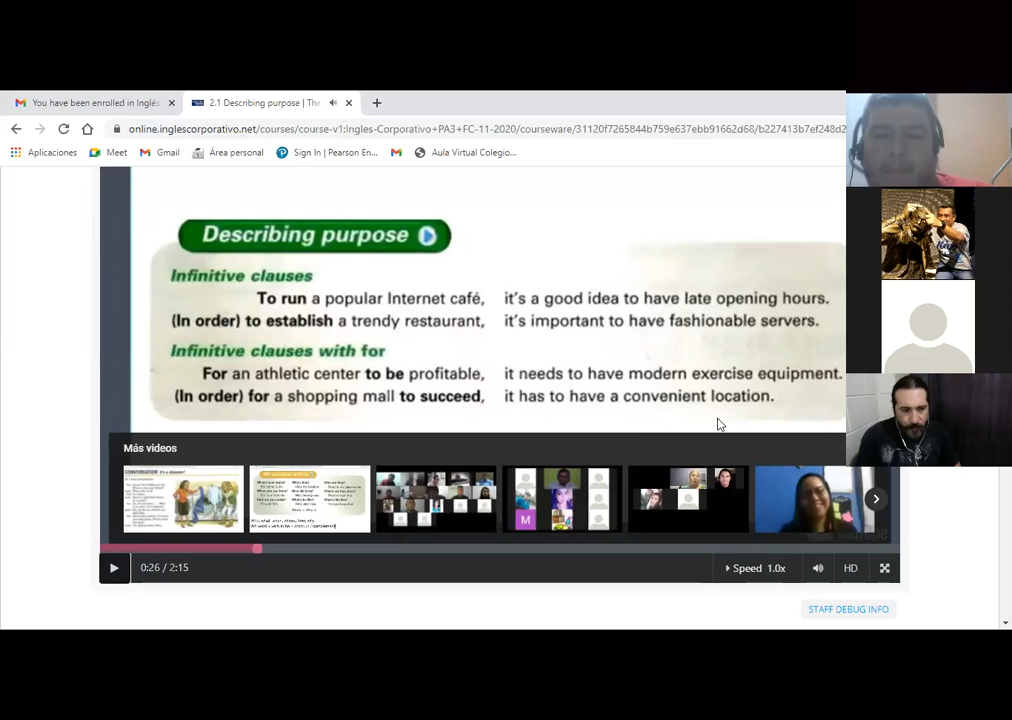 You have been enrolled in Inglés
2.1 Describing purpose | The
online.inglescorporativo.net/courses/course-v1:Ingles-Corporativo+PA3+FC-11-2020/courseware/31120f7265844b759e637ebb91662d68/b227413b7ef248d2
Aplicaciones Meet Gmail Área personal Sign In | Pearson En... Aula Virtual Colegio...
Describing purpose
Infinitive clauses
To run a popular Internet café, it's a good idea to have late opening hours.
(In order) to establish a trendy restaurant, it's important to have fashionable servers.
Infinitive clauses with for
For an athletic center to be profitable, it needs to have modern exercise equipment.
(In order) for a shopping mall to succeed, it has to have a convenient location.
Más videos
CONVERSATION It's a disaster!
M
0:26 / 2:15
Speed 1.0x
HD
STAFF DEBUG INFO